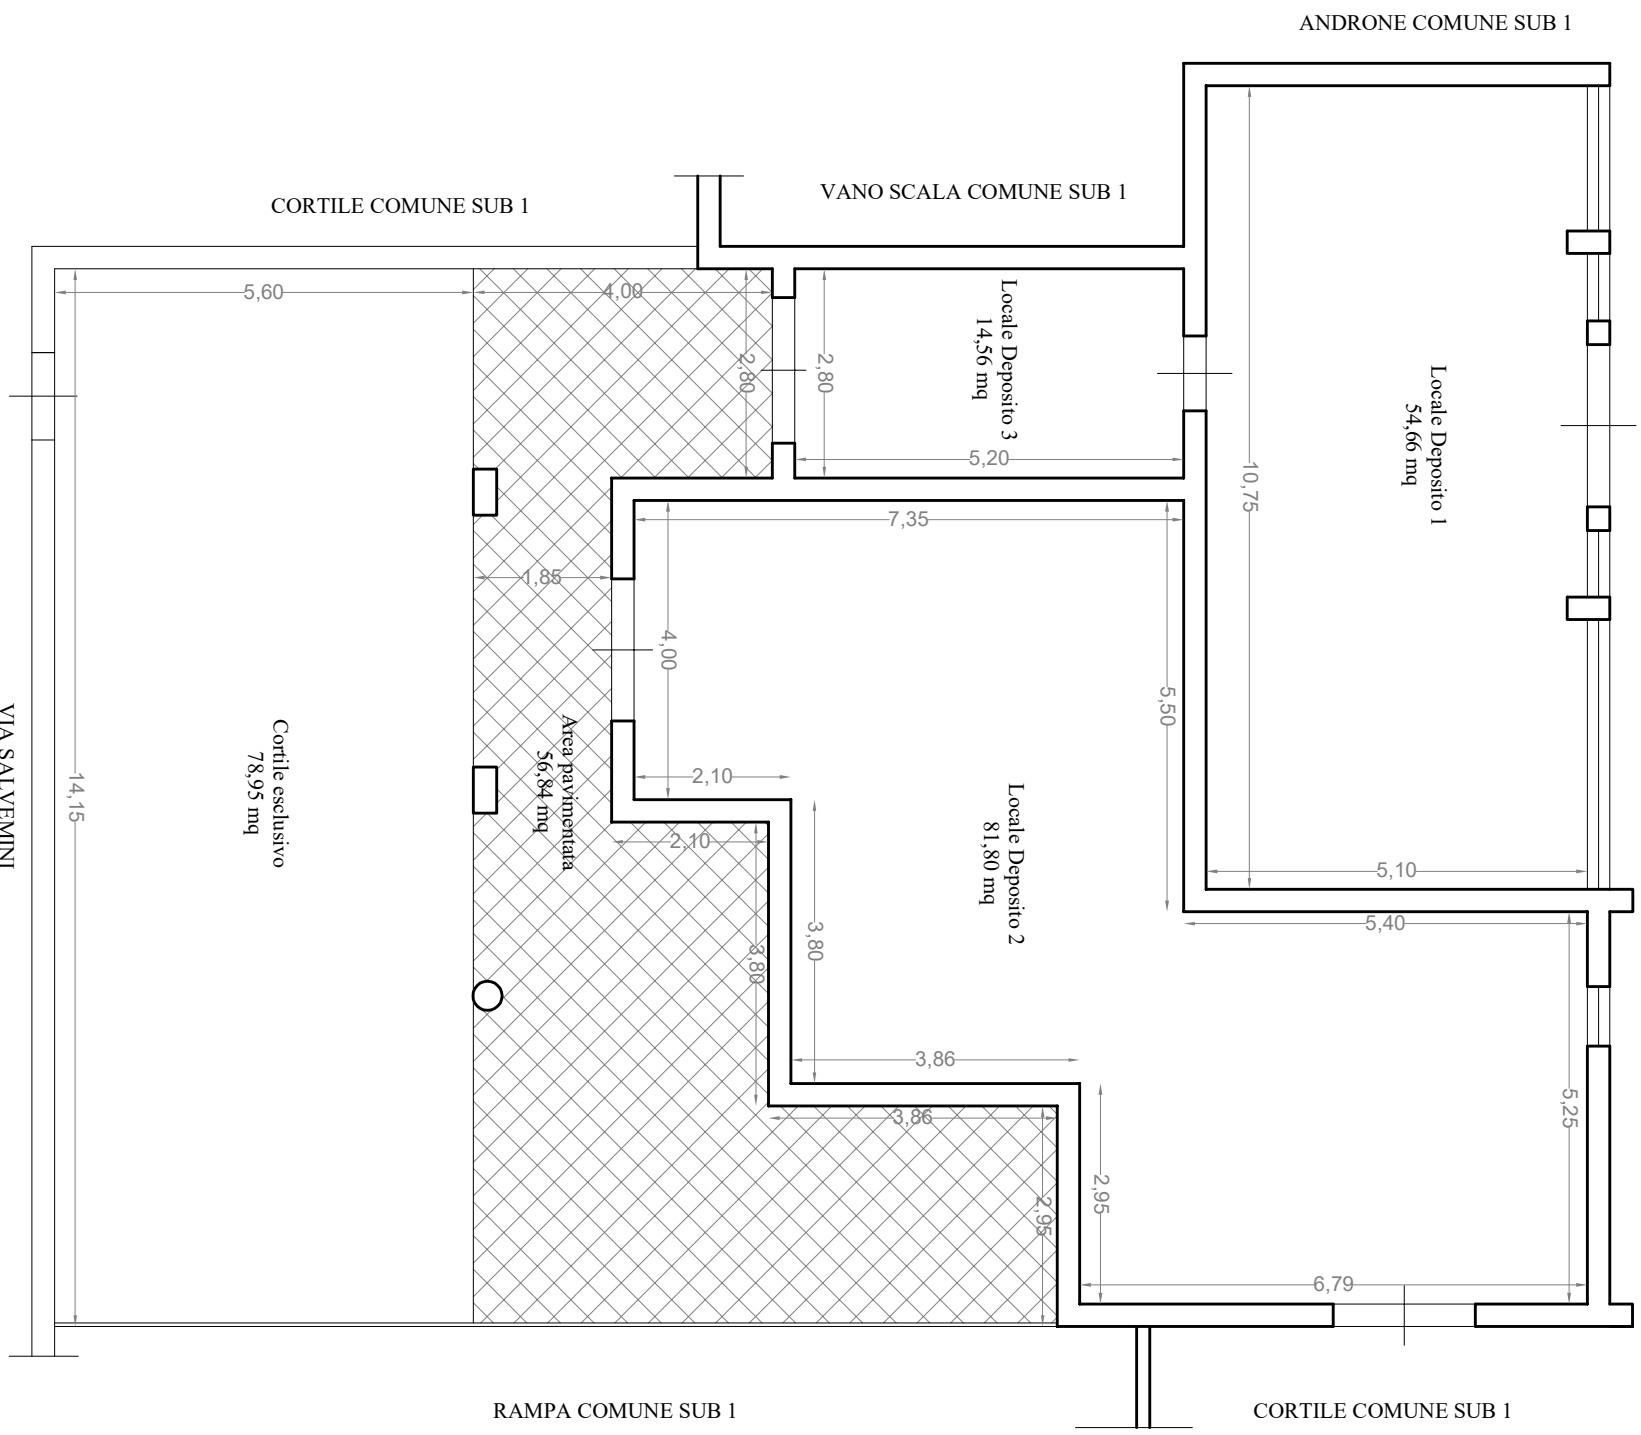 ANDRONE COMUNE SUB 1
VANO SCALA COMUNE SUB 1
CORTILE COMUNE SUB 1
5,60
4,00
2,80
2,80
Locale Deposito 3
14,56 mq
5,20
Locale Deposito 1
54,66 mq
10,75
7,35
1,85
4,00
5,50
VIA SALVEMINI
14,15
Cortile esclusivo
78,95 mq
Area pavimentata
56,84 mq
2,10
2,10
Locale Deposito 2
81,80 mq
5,10
5,40
3,80
3,80
3,86
3,86
5,25
2,95
2,95
6,79
RAMPA COMUNE SUB 1
CORTILE COMUNE SUB 1